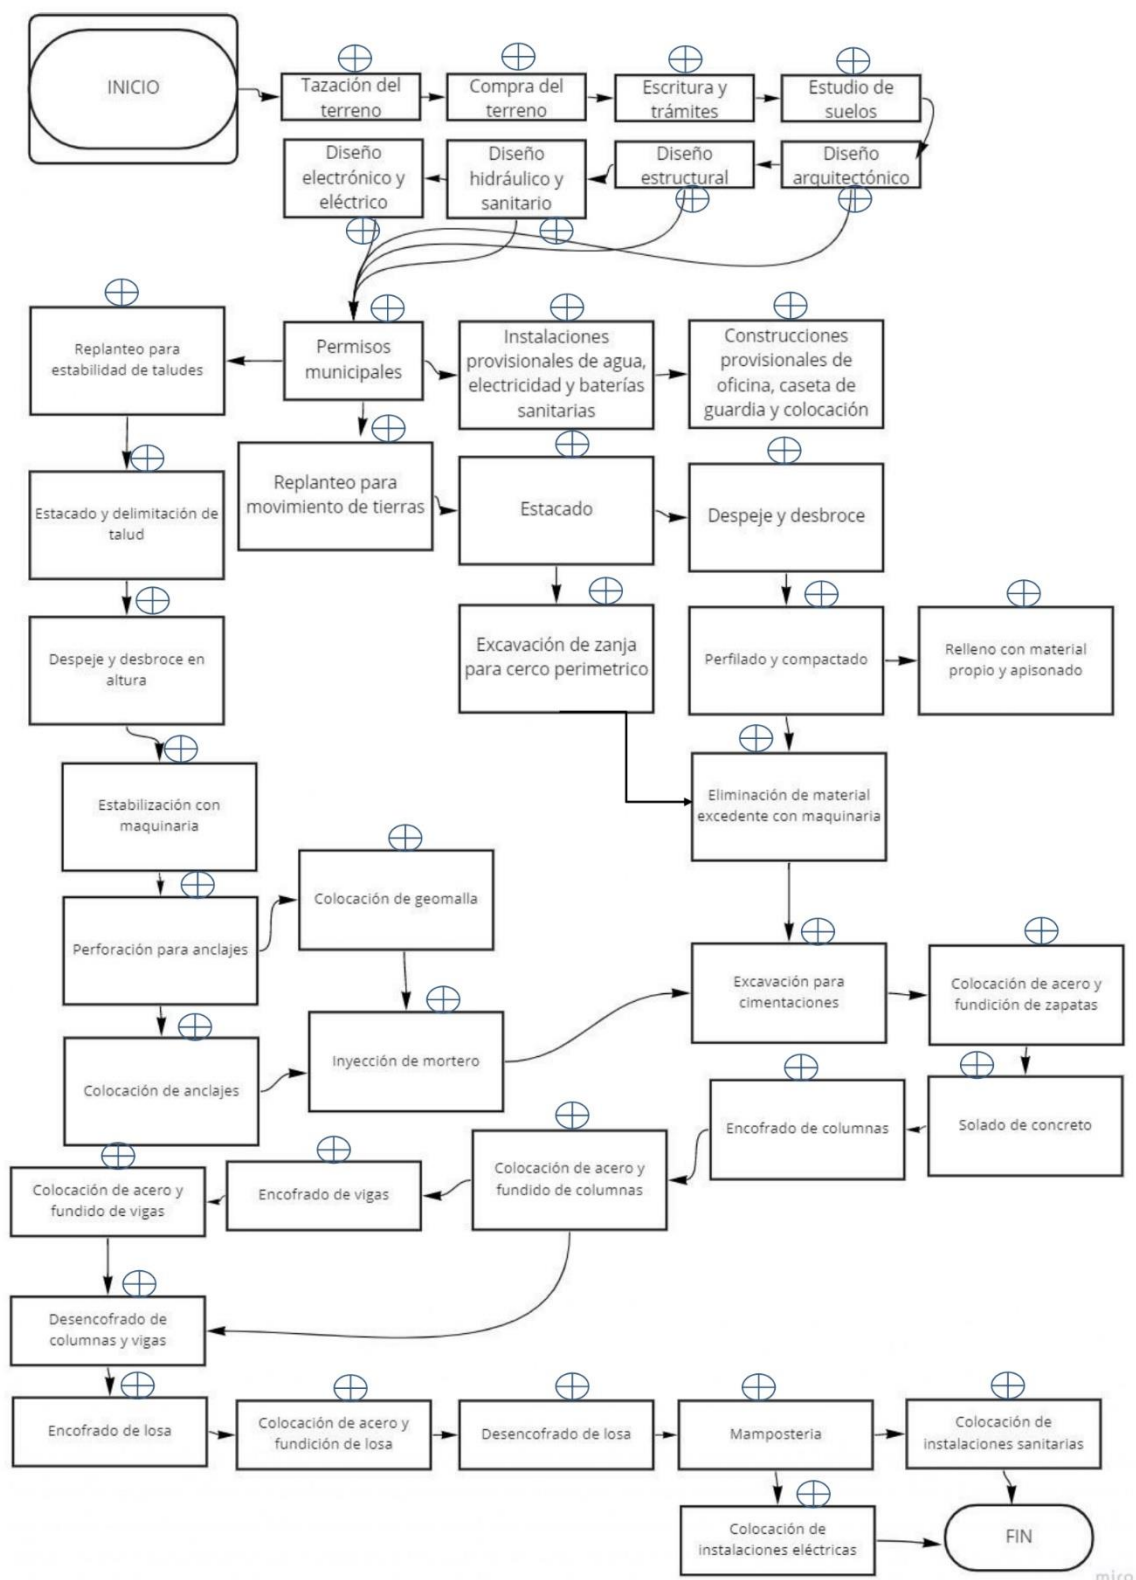 INICIO
Tazación del
terreno
Compra del
terreno
Escritura y
trámites
Estudio de
suelos
Diseño
electrónico y
eléctrico
Diseño
hidráulico y
sanitario
Diseño
estructural
Diseño
arquitectónico
Replanteo para
estabilidad de taludes
Permisos
municipales
Instalaciones
provisionales de agua,
electricidad y baterías
sanitarias
Construcciones
provisionales de
oficina, caseta de
guardia y colocación
Estacado y delimitación de
talud
Replanteo para
movimiento de tierras
Estacado
Despeje y desbroce
Despeje y desbroce en
altura
Excavación de zanja
para cerco perimetrico
Perfilado y compactado
Relleno con material
propio y apisonado
Estabilización con
maquinaria
Eliminación de material
excedente con maquinaria
Perforación para anclajes
Colocación de geomalla
Excavación para
cimentaciones
Colocación de acero y
fundición de zapatas
Colocación de anclajes
Inyección de mortero
Encofrado de columnas
Solado de concreto
Colocación de acero y
fundido de vigas
Encofrado de vigas
Colocación de acero y
fundido de columnas
Desencofrado de
columnas y vigas
Encofrado de losa
Colocación de acero y
fundición de losa
Desencofrado de losa
Mamposteria
Colocación de
instalaciones sanitarias
Colocación de
instalaciones eléctricas
FIN
miro